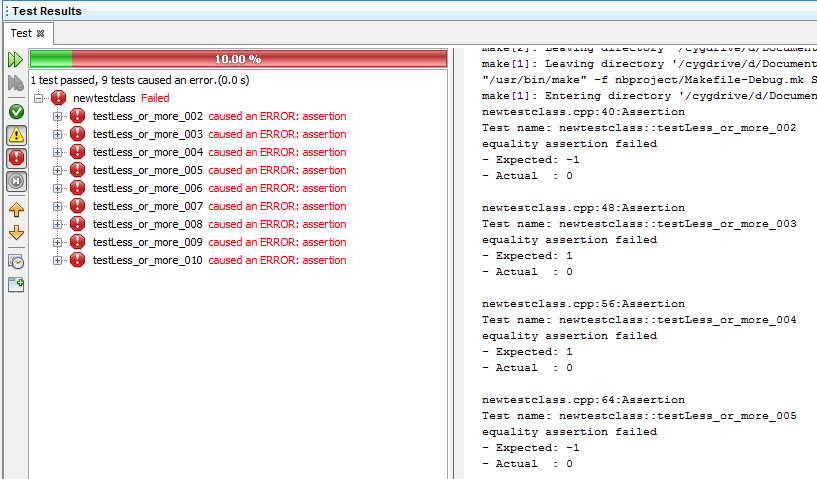 Test Results
Test
10.00 %
1 test passed, 9 tests caused an error.(0.0 s)
newtestclass Failed
testLess_or_more_002 caused an ERROR: assertion
testLess_or_more_003 caused an ERROR: assertion
testLess_or_more_004 caused an ERROR: assertion
testLess_or_more_005 caused an ERROR: assertion
testLess_or_more_006 caused an ERROR: assertion
testLess_or_more_007 caused an ERROR: assertion
testLess_or_more_008 caused an ERROR: assertion
testLess_or_more_009 caused an ERROR: assertion
testLess_or_more_010 caused an ERROR: assertion
make[2]: Leaving directory '/cygdrive/d/Document
make[1]: Leaving directory '/cygdrive/d/Document
"/usr/bin/make" -f nbproject/Makefile-Debug.mk S
make[1]: Entering directory '/cygdrive/d/Documen
newtestclass.cpp:40:Assertion
Test name: newtestclass::testLess_or_more_002
equality assertion failed
- Expected: -1
- Actual  : 0
newtestclass.cpp:48:Assertion
Test name: newtestclass::testLess_or_more_003
equality assertion failed
- Expected: 1
- Actual  : 0
newtestclass.cpp:56:Assertion
Test name: newtestclass::testLess_or_more_004
equality assertion failed
- Expected: 1
- Actual  : 0
newtestclass.cpp:64:Assertion
Test name: newtestclass::testLess_or_more_005
equality assertion failed
- Expected: -1
- Actual  : 0